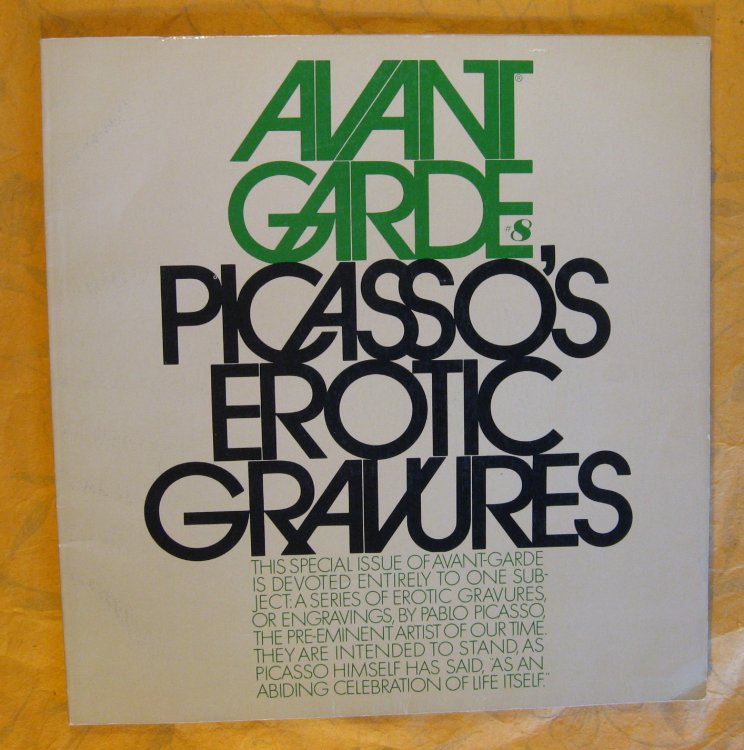 AVANT®
GARDE #8
PICASSO'S
EROTIC
GRAVURES
THIS SPECIAL ISSUE OF AVANT-GARDE
IS DEVOTED ENTIRELY TO ONE SUB-
JECT: A SERIES OF EROTIC GRAVURES,
OR ENGRAVINGS, BY PABLO PICASSO,
THE PRE-EMINENT ARTIST OF OUR TIME.
THEY ARE INTENDED TO STAND, AS
PICASSO HIMSELF HAS SAID, "AS AN
ABIDING CELEBRATION OF LIFE ITSELF."